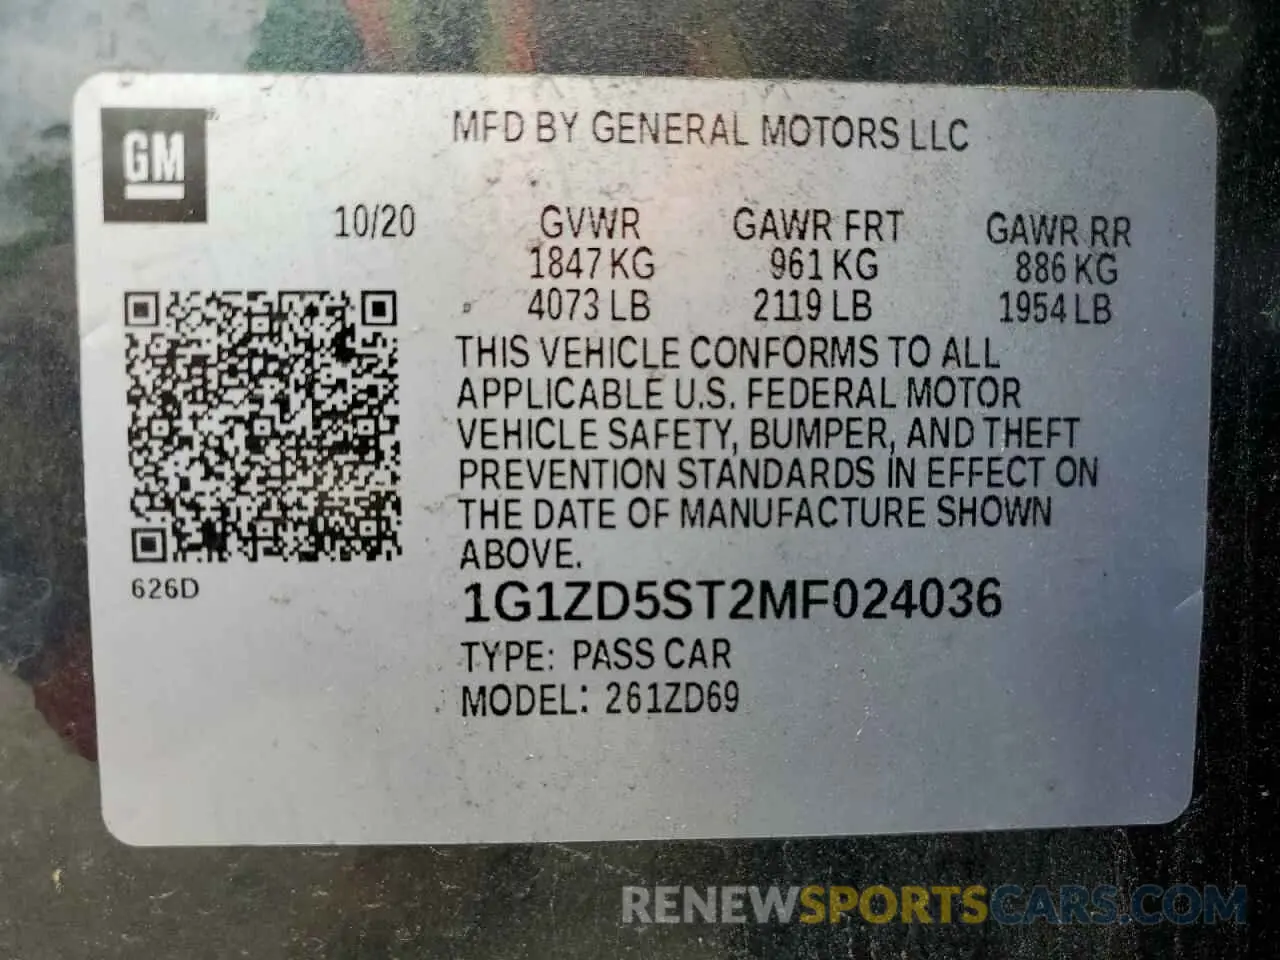 GM
MFD BY GENERAL MOTORS LLC
10/20 GVWR GAWR FRT GAWR RR
1847 KG 961 KG 886 KG
4073 LB 2119 LB 1954 LB
THIS VEHICLE CONFORMS TO ALL
APPLICABLE U.S. FEDERAL MOTOR
VEHICLE SAFETY, BUMPER, AND THEFT
PREVENTION STANDARDS IN EFFECT ON
THE DATE OF MANUFACTURE SHOWN
ABOVE.
626D
1G1ZD5ST2MF024036
TYPE: PASS CAR
MODEL: 261ZD69
RENEWSPORTSCARS.COM